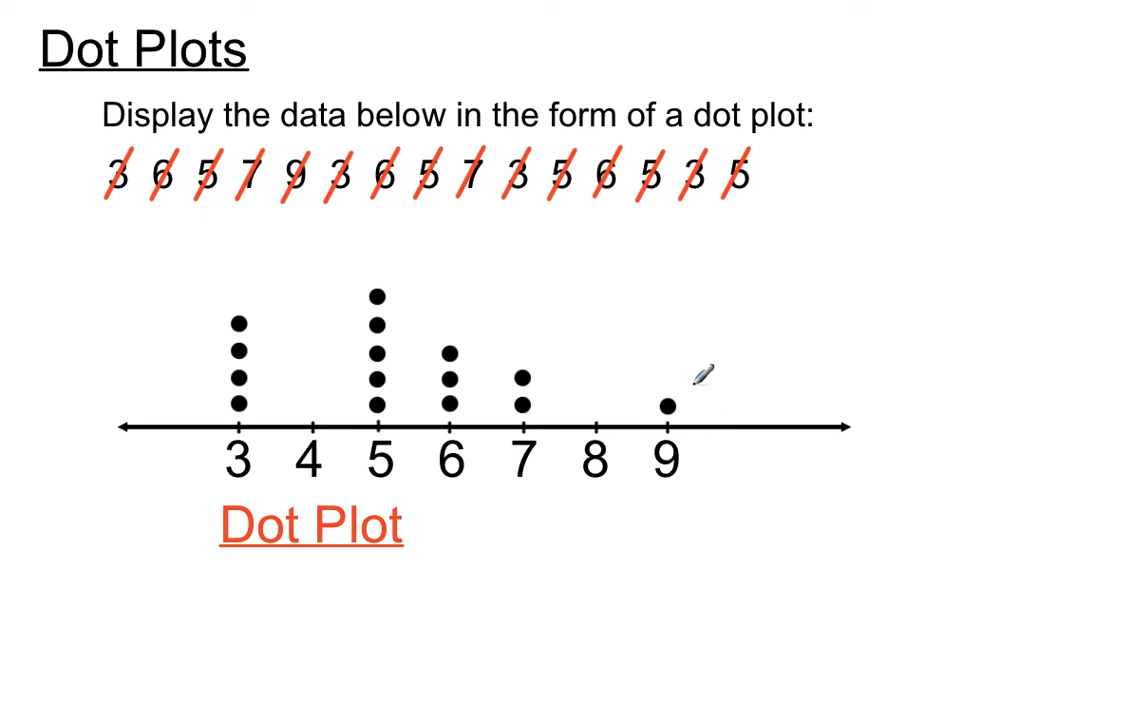 Dot Plots
Display the data below in the form of a dot plot:
3 6 5 7 9 3 6 5 7 3 5 6 5 3 5
3 4 5 6 7 8 9
Dot Plot